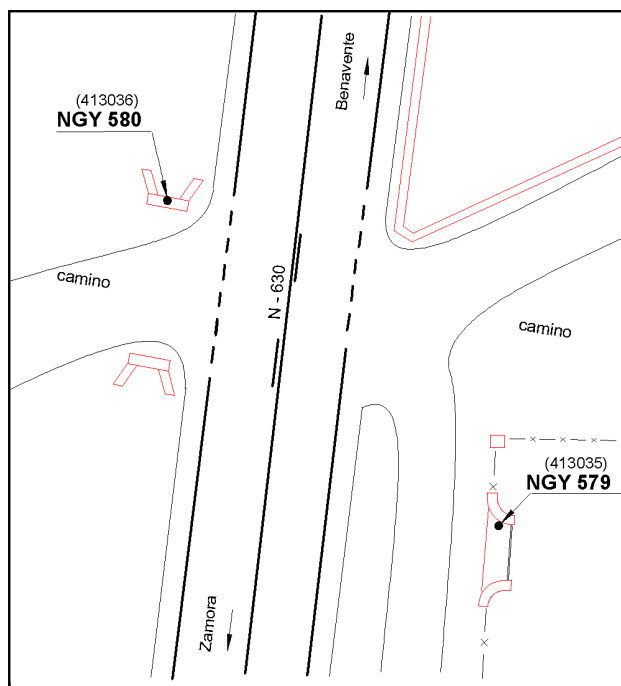 Benavente
(413036)
NGY 580
camino
N - 630
camino
(413035)
NGY 579
Zamora